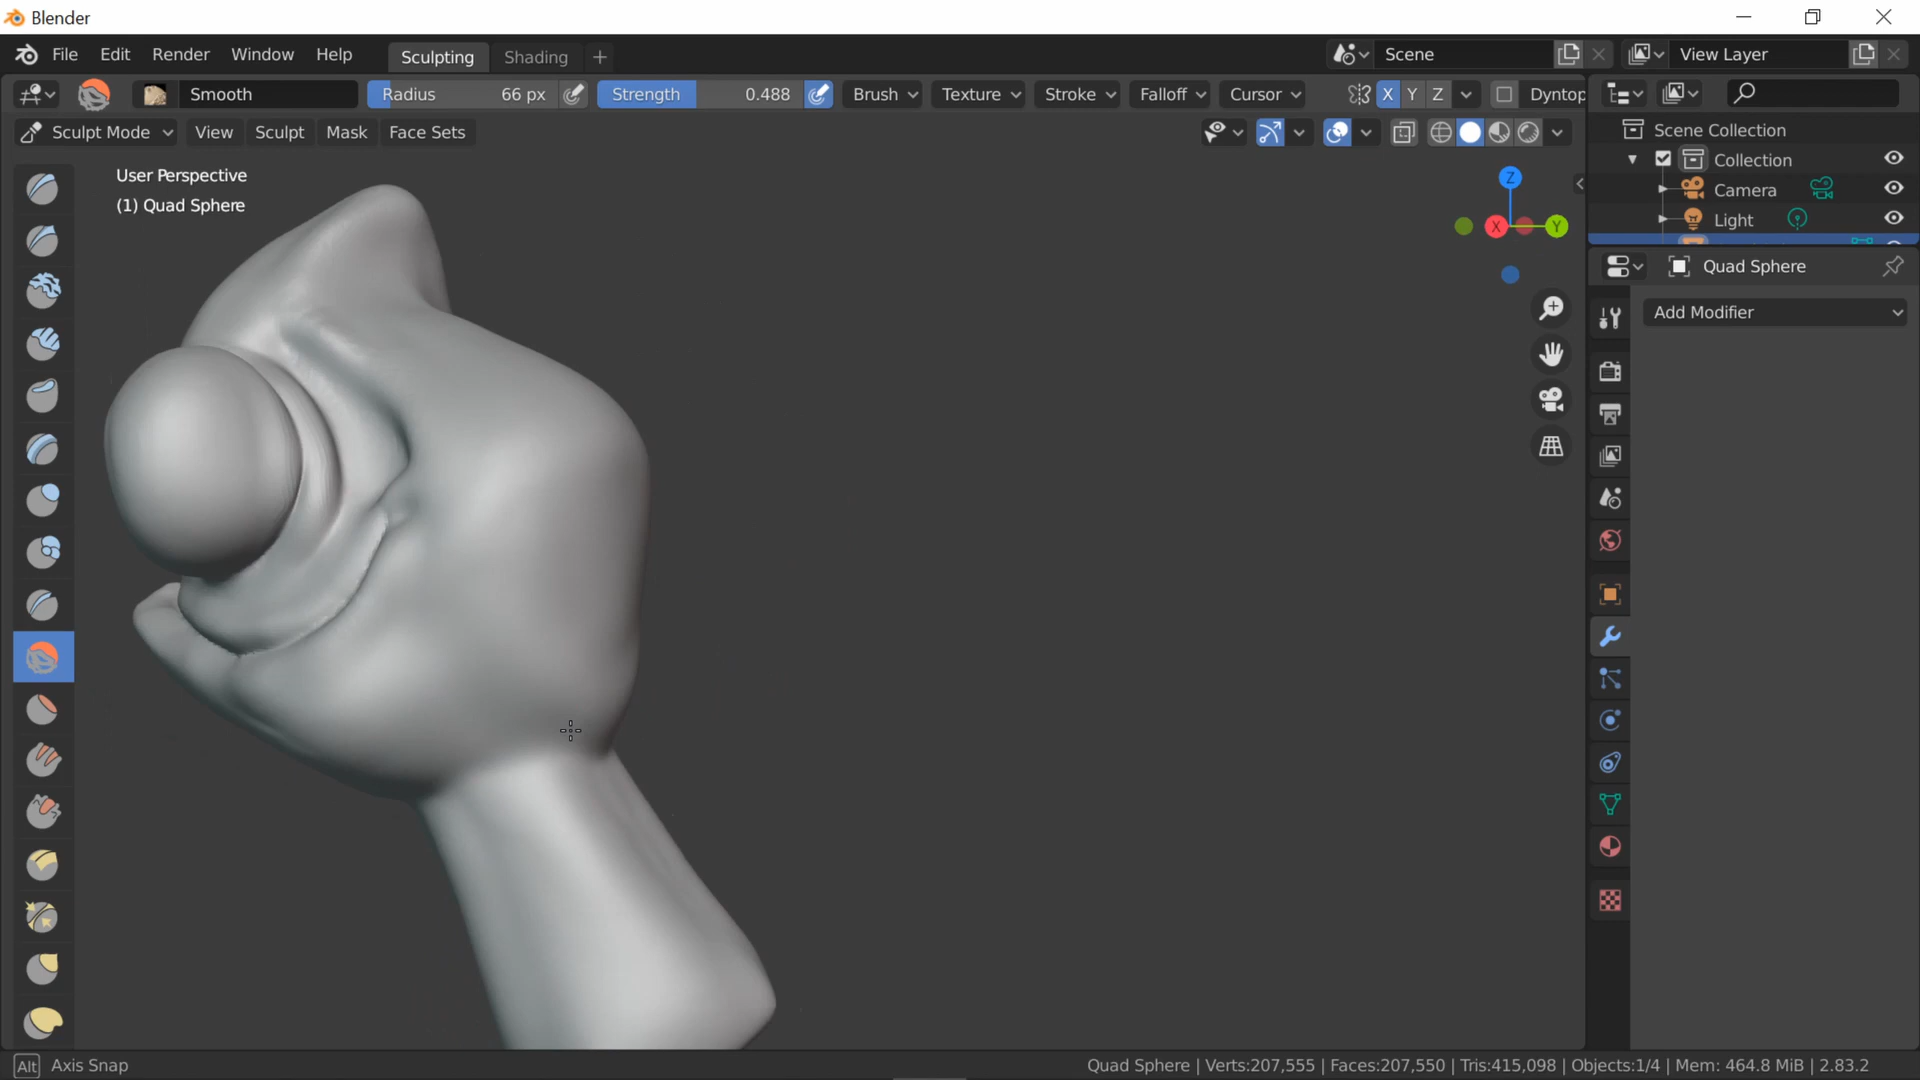 Blender
File Edit Render Window Help Sculpting Shading + Scene View Layer
Smooth Radius 66 px Strength 0.488 Brush Texture Stroke Falloff Cursor X Y Z Dyntop
Sculpt Mode View Sculpt Mask Face Sets
User Perspective
(1) Quad Sphere
Z
X
Y
Scene Collection
Collection
Camera
Light
Quad Sphere
Add Modifier
Alt Axis Snap
Quad Sphere | Verts:207,555 | Faces:207,550 | Tris:415,098 | Objects:1/4 | Mem: 464.8 MiB | 2.83.2